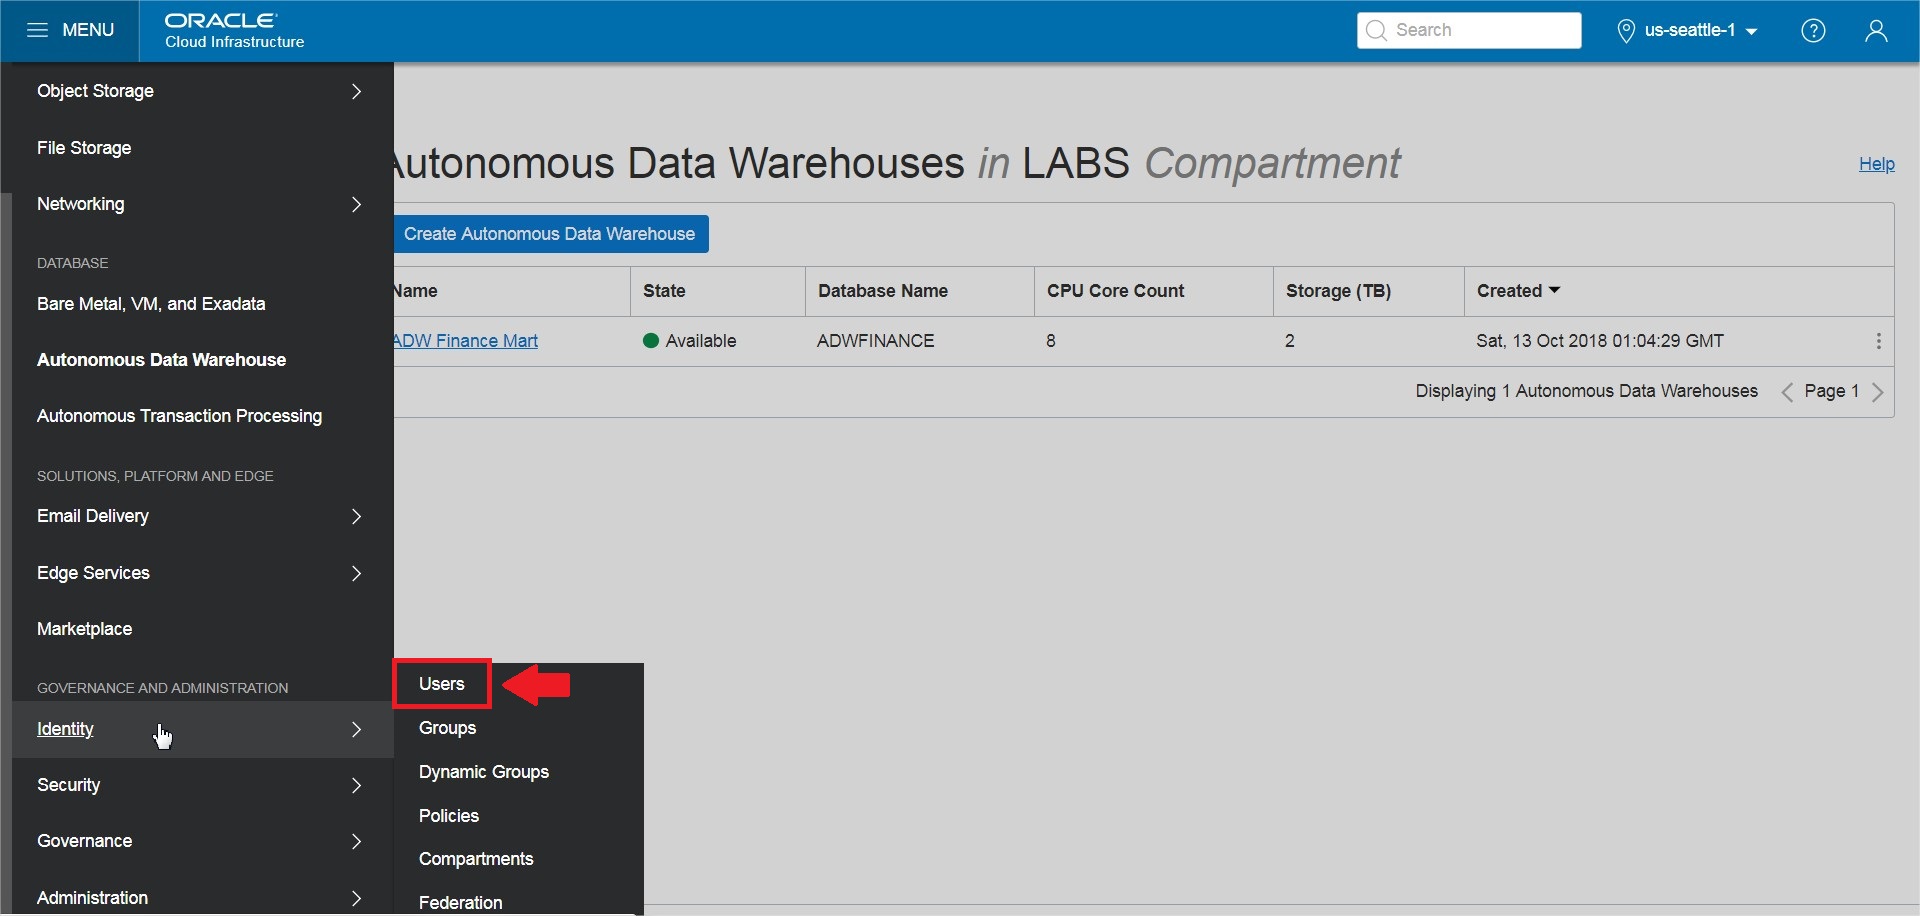 MENU
ORACLE
Cloud Infrastructure
Search
us-seattle-1
?
Object Storage
File Storage
Networking
DATABASE
Bare Metal, VM, and Exadata
Autonomous Data Warehouse
Autonomous Transaction Processing
SOLUTIONS, PLATFORM AND EDGE
Email Delivery
Edge Services
Marketplace
GOVERNANCE AND ADMINISTRATION
Identity
Security
Governance
Administration
Users
Groups
Dynamic Groups
Policies
Compartments
Federation
Autonomous Data Warehouses in LABS Compartment
Help
Create Autonomous Data Warehouse
Name State Database Name CPU Core Count Storage (TB) Created
ADW Finance Mart Available ADWFINANCE 8 2 Sat, 13 Oct 2018 01:04:29 GMT
Displaying 1 Autonomous Data Warehouses Page 1